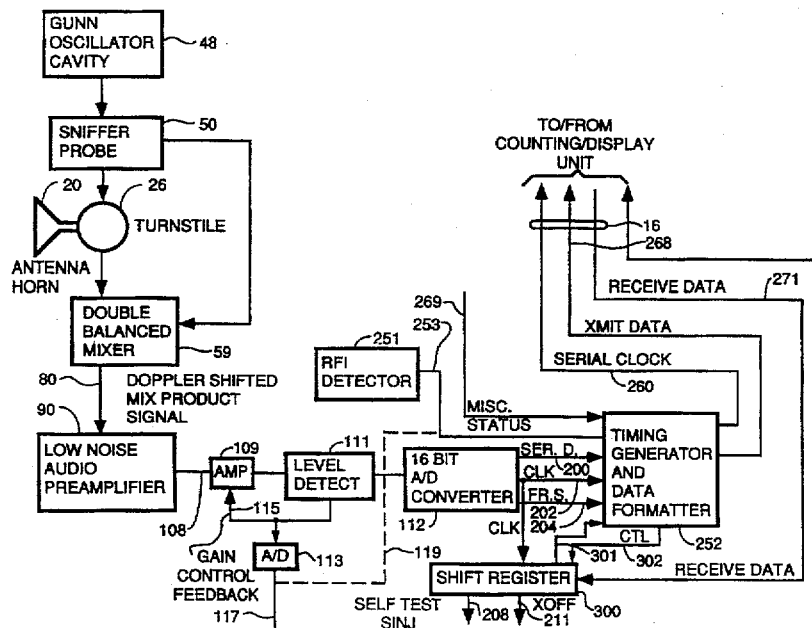 GUNN
OSCILLATOR
CAVITY
48
50
SNIFFER
PROBE
20
26
TURNSTILE
ANTENNA
HORN
DOUBLE
BALANCED
MIXER
59
80
DOPPLER SHIFTED
MIX PRODUCT
SIGNAL
90
LOW NOISE
AUDIO
PREAMPLIFIER
108
109
AMP
111
LEVEL
DETECT
115
GAIN
CONTROL
FEEDBACK
A/D
113
117
119
TO/FROM
COUNTING/DISPLAY
UNIT
16
268
271
RECEIVE DATA
XMIT DATA
SERIAL CLOCK
260
269
251
253
RFI
DETECTOR
MISC.
STATUS
16 BIT
A/D
CONVERTER
112
SER. D.
200
CLK
202
FR.S.
204
CLK
TIMING
GENERATOR
AND
DATA
FORMATTER
252
CTL
301
302
RECEIVE DATA
SHIFT REGISTER
300
SELF TEST
SINJ
208
XOFF
211